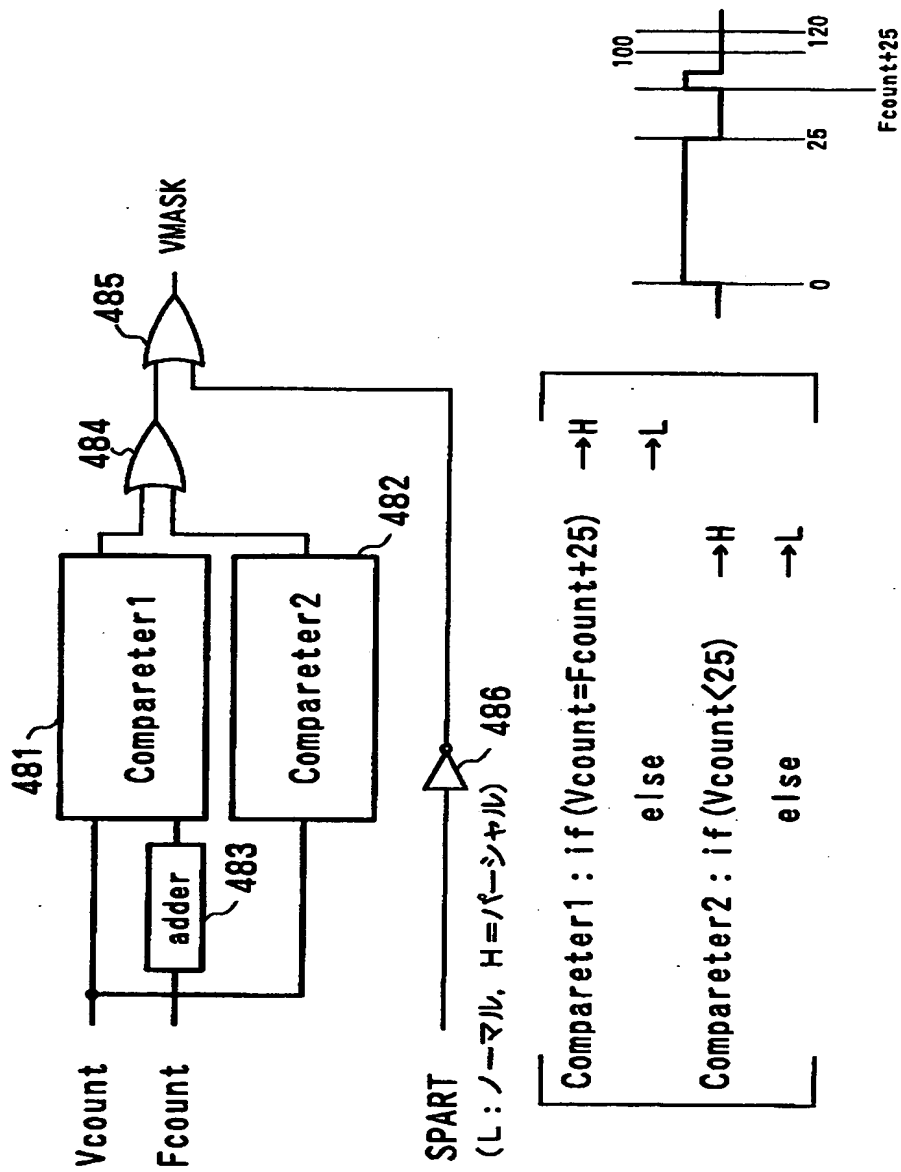 Vcount
Fcount
adder
483
481
Compareter1
Compareter2
482
484
485
VMASK
SPART
(L:ノーマル, H=パーシャル)
486
Compareter1 : if(Vcount=Fcount+25) →H
else →L
Compareter2 : if(Vcount<25) →H
else →L
0
25
100
120
Fcount+25